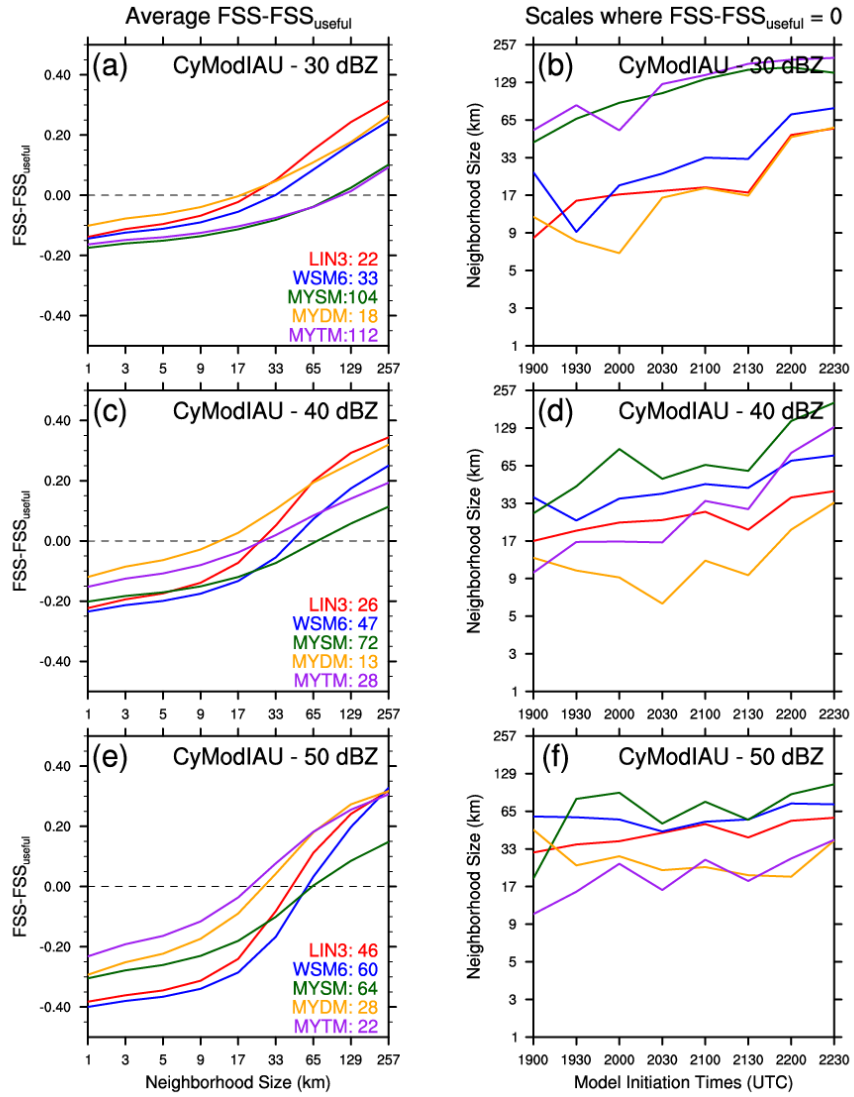 Average FSS-FSSuseful
Scales where FSS-FSSuseful = 0
(a) CyModIAU - 30 dBZ
0.40
0.20
0.00
-0.20
-0.40
FSS-FSSuseful
LIN3: 22
WSM6: 33
MYSM:104
MYDM: 18
MYTM:112
1 3 5 9 17 33 65 129 257
(b) CyModIAU - 30 dBZ
257
129
65
33
17
9
5
3
1
Neighborhood Size (km)
1900 1930 2000 2030 2100 2130 2200 2230
(c) CyModIAU - 40 dBZ
0.40
0.20
0.00
-0.20
-0.40
FSS-FSSuseful
LIN3: 26
WSM6: 47
MYSM: 72
MYDM: 13
MYTM: 28
1 3 5 9 17 33 65 129 257
(d) CyModIAU - 40 dBZ
257
129
65
33
17
9
5
3
1
Neighborhood Size (km)
1900 1930 2000 2030 2100 2130 2200 2230
(e) CyModIAU - 50 dBZ
0.40
0.20
0.00
-0.20
-0.40
FSS-FSSuseful
LIN3: 46
WSM6: 60
MYSM: 64
MYDM: 28
MYTM: 22
1 3 5 9 17 33 65 129 257
Neighborhood Size (km)
(f) CyModIAU - 50 dBZ
257
129
65
33
17
9
5
3
1
Neighborhood Size (km)
1900 1930 2000 2030 2100 2130 2200 2230
Model Initiation Times (UTC)